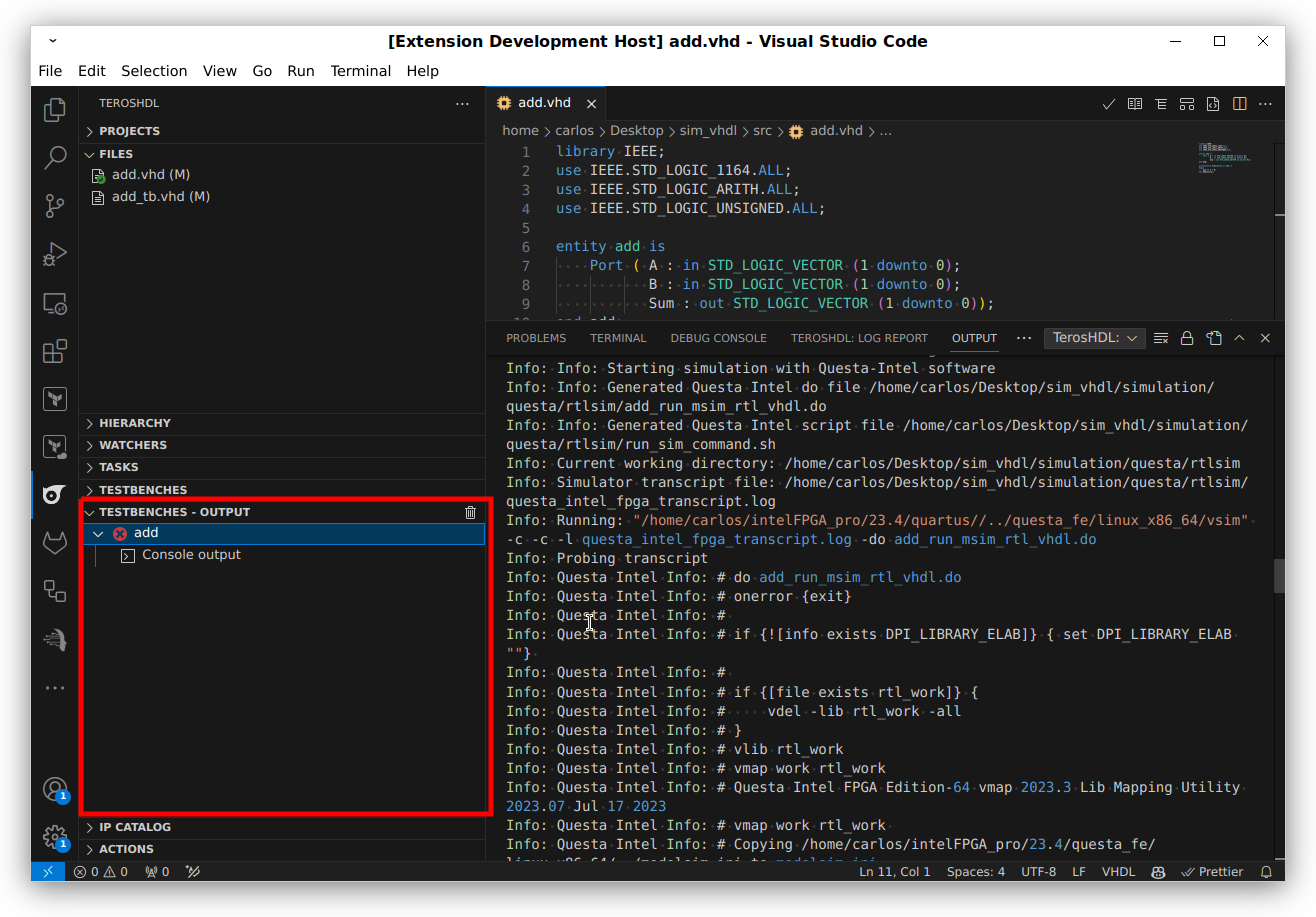 [Extension Development Host] add.vhd - Visual Studio Code
File Edit Selection View Go Run Terminal Help
TEROSHDL
PROJECTS
FILES
add.vhd (M)
add_tb.vhd (M)
HIERARCHY
WATCHERS
TASKS
TESTBENCHES
TESTBENCHES - OUTPUT
add
Console output
IP CATALOG
ACTIONS
1
1
add.vhd
home > carlos > Desktop > sim_vhdl > src > add.vhd > ...
1 library IEEE;
2 use IEEE.STD_LOGIC_1164.ALL;
3 use IEEE.STD_LOGIC_ARITH.ALL;
4 use IEEE.STD_LOGIC_UNSIGNED.ALL;
5
6 entity add is
7 Port ( A : in STD_LOGIC_VECTOR (1 downto 0);
8 B : in STD_LOGIC_VECTOR (1 downto 0);
9 Sum : out STD_LOGIC_VECTOR (1 downto 0));
PROBLEMS TERMINAL DEBUG CONSOLE TEROSHDL: LOG REPORT OUTPUT ... TerosHDL:
Info: Info: Starting simulation with Questa-Intel software
Info: Info: Generated Questa Intel do file /home/carlos/Desktop/sim_vhdl/simulation/
questa/rtlsim/add_run_msim_rtl_vhdl.do
Info: Info: Generated Questa Intel script file /home/carlos/Desktop/sim_vhdl/simulation/
questa/rtlsim/run_sim_command.sh
Info: Current working directory: /home/carlos/Desktop/sim_vhdl/simulation/questa/rtlsim
Info: Simulator transcript file: /home/carlos/Desktop/sim_vhdl/simulation/questa/rtlsim/
questa_intel_fpga_transcript.log
Info: Running: "/home/carlos/intelFPGA_pro/23.4/quartus//../questa_fe/linux_x86_64/vsim"
-c -c -l questa_intel_fpga_transcript.log -do add_run_msim_rtl_vhdl.do
Info: Probing transcript
Info: Questa Intel Info: # do add_run_msim_rtl_vhdl.do
Info: Questa Intel Info: # onerror {exit}
Info: Questa Intel Info: #
Info: Questa Intel Info: # if {![info exists DPI_LIBRARY_ELAB]} { set DPI_LIBRARY_ELAB
""}
Info: Questa Intel Info: #
Info: Questa Intel Info: # if {[file exists rtl_work]} {
Info: Questa Intel Info: # vdel -lib rtl_work -all
Info: Questa Intel Info: # }
Info: Questa Intel Info: # vlib rtl_work
Info: Questa Intel Info: # vmap work rtl_work
Info: Questa Intel Info: # Questa Intel FPGA Edition-64 vmap 2023.3 Lib Mapping Utility
2023.07 Jul 17 2023
Info: Questa Intel Info: # vmap work rtl_work
Info: Questa Intel Info: # Copying /home/carlos/intelFPGA_pro/23.4/questa_fe/
0 0 0 Ln 11, Col 1 Spaces: 4 UTF-8 LF VHDL Prettier